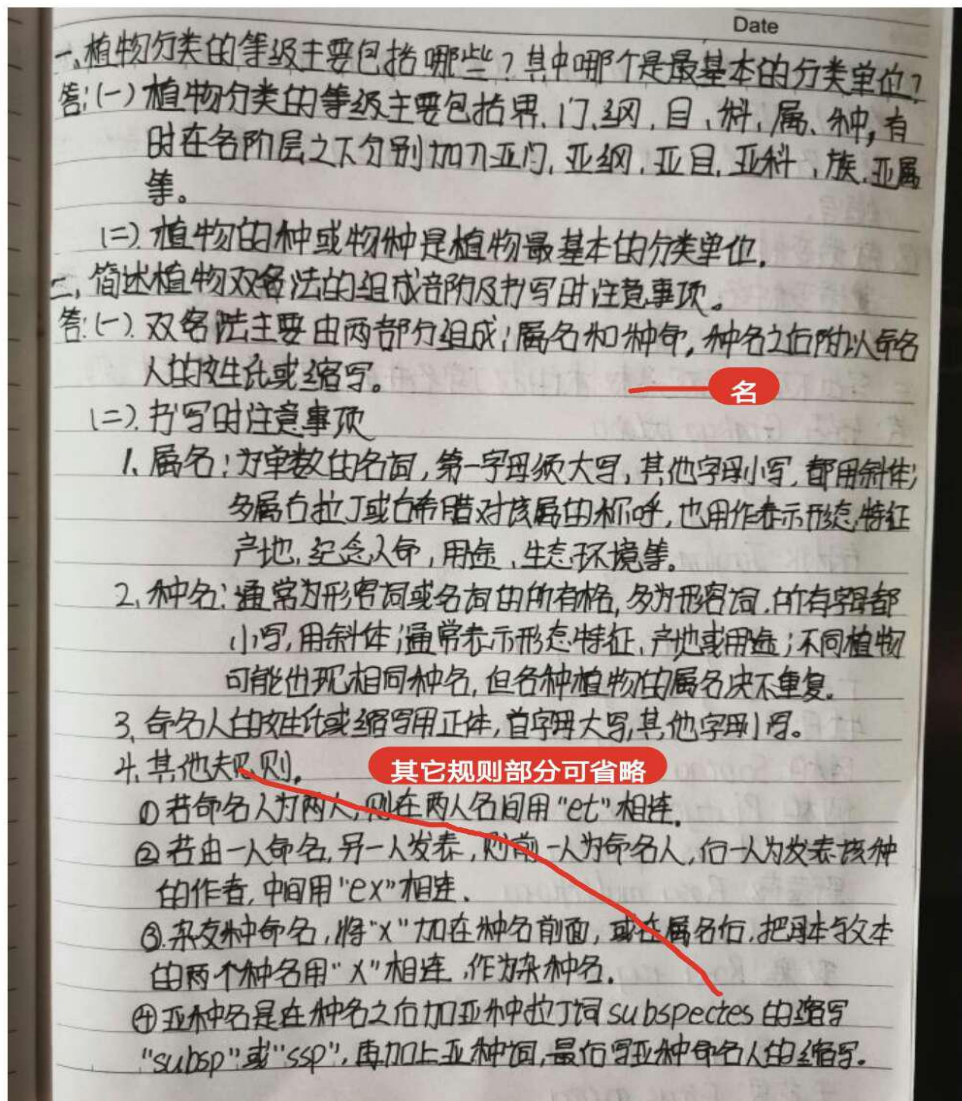 Date
一、植物分类的等级主要包括哪些？其中哪个是最基本的分类单位？
答:(一)植物分类的等级主要包括界、门、纲、目、科、属、种,有
时在各阶层之下分别加入亚门,亚纲,亚目,亚科、族、亚属
等。
(二)、植物的种或物种是植物最基本的分类单位.
二、简述植物双名法的组成部分及书写时注意事项。
答:(一).双名法主要由两部分组成;属名和种命,种名之后附以命名
人的姓氏或缩写。
名
(二).书写时注意事项
1、属名:为单数的名词,第一字母须大写,其他字母小写,都用斜体;
多属古拉丁或古希腊对该属的称呼,也用作表示形态特征
产地,纪念人命,用途、生态环境等。
2、种名:通常为形容词或名词的所有格,多为形容词,所有字母都
小写,用斜体;通常表示形态特征、产地或用途;不同植物
可能出现相同种名,但各种植物的属名决不重复.
3、命名人的姓氏或缩写用正体,首字母大写,其他字母小写。
4、其他规则.
其它规则部分可省略
①若命名人为两人,则在两人名间用"et"相连.
②若由一人命名,另一人发表,则前一人为命名人,后一人为发表该种
的作者,中间用"ex"相连.
③.杂交种命名,将"x"加在种名前面,或在属名后,把母本与父本
的两个种名用"X"相连,作为杂种名.
④亚种名是在种名之后加亚种拉丁词subspectes的缩写
"subsp"或"ssp",再加上亚种词,最后写亚种命名人的缩写.